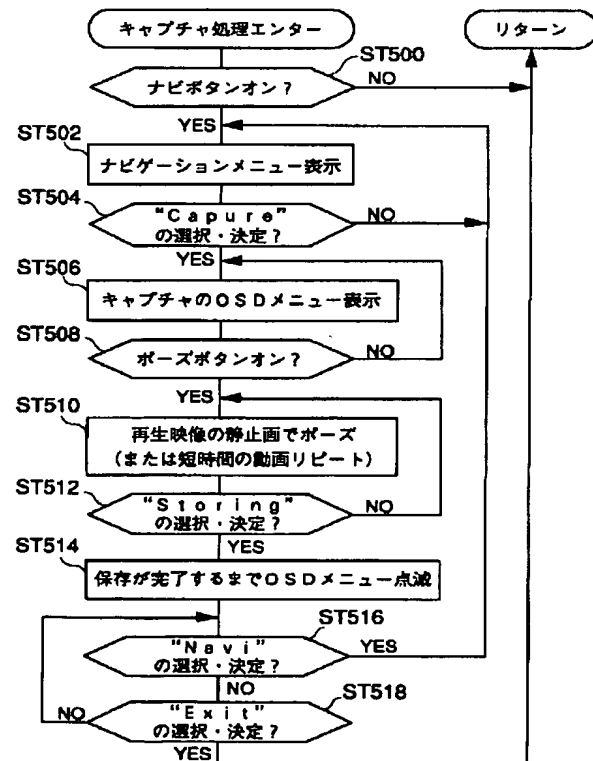 キャプチャ処理エンター
リターン
ST500
ナビボタンオン？
NO
YES
ST502
ナビゲーションメニュー表示
ST504
“Capure”
の選択・決定？
NO
YES
ST506
キャプチャのOSDメニュー表示
ST508
ポーズボタンオン？
NO
YES
ST510
再生映像の静止画でポーズ
（または短時間の動画リピート）
ST512
“Storing”
の選択・決定？
NO
YES
ST514
保存が完了するまでOSDメニュー点滅
ST516
“Navi”
の選択・決定？
YES
NO
ST518
“Exit”
の選択・決定？
NO
YES